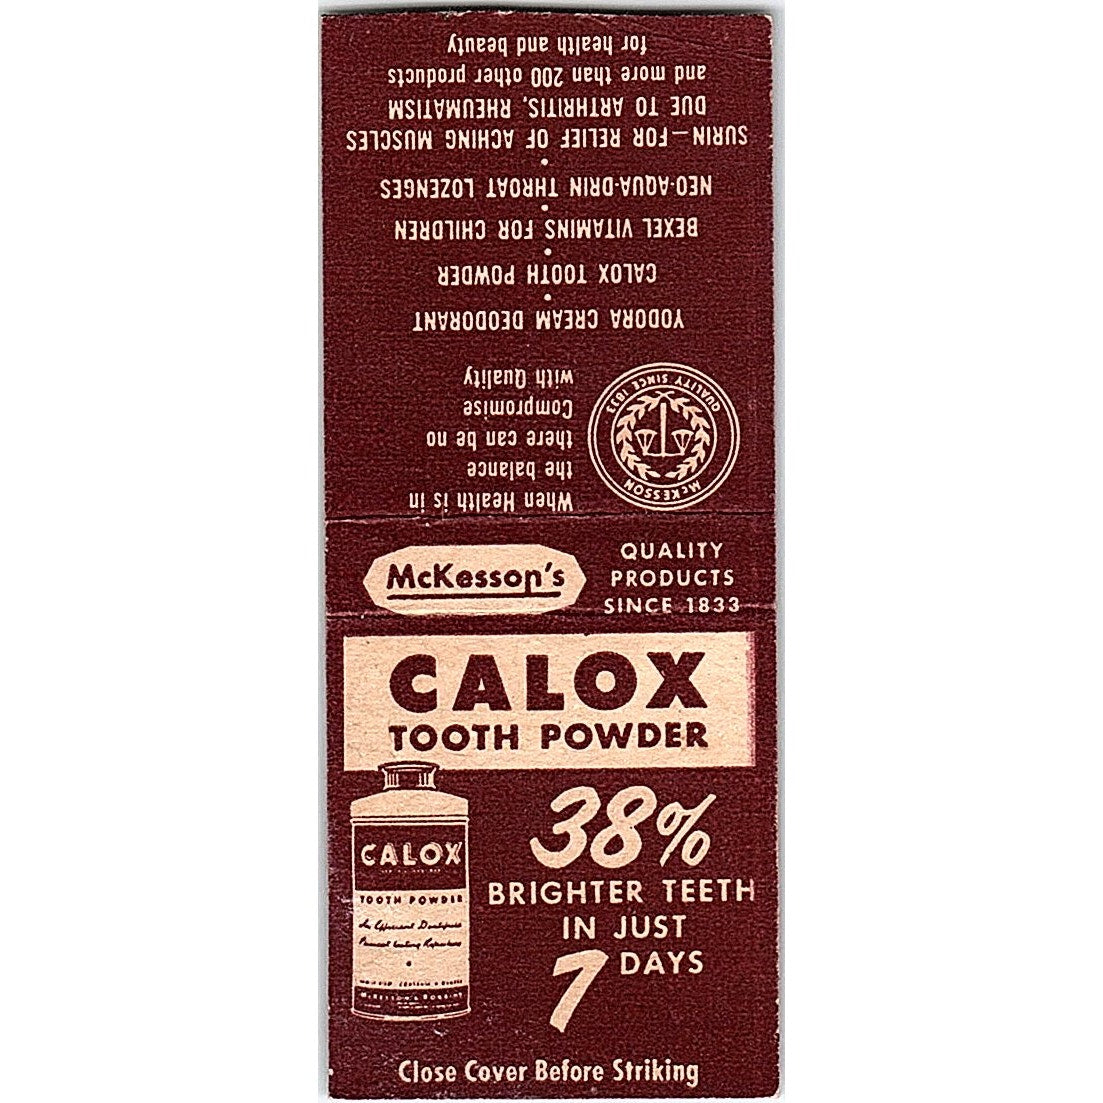 When Health is in
the balance
there can be no
Compromise
with Quality
McKESSON
QUALITY SINCE 1833
YODORA CREAM DEODORANT
•
CALOX TOOTH POWDER
•
BEXEL VITAMINS FOR CHILDREN
•
NEO-AQUA-DRIN THROAT LOZENGES
•
SURIN—FOR RELIEF OF ACHING MUSCLES
DUE TO ARTHRITIS, RHEUMATISM
and more than 200 other products
for health and beauty
McKesson's
QUALITY
PRODUCTS
SINCE 1833
CALOX
TOOTH POWDER
CALOX
TOOTH POWDER
McKesson & Robbins
38%
BRIGHTER TEETH
IN JUST
7 DAYS
Close Cover Before Striking